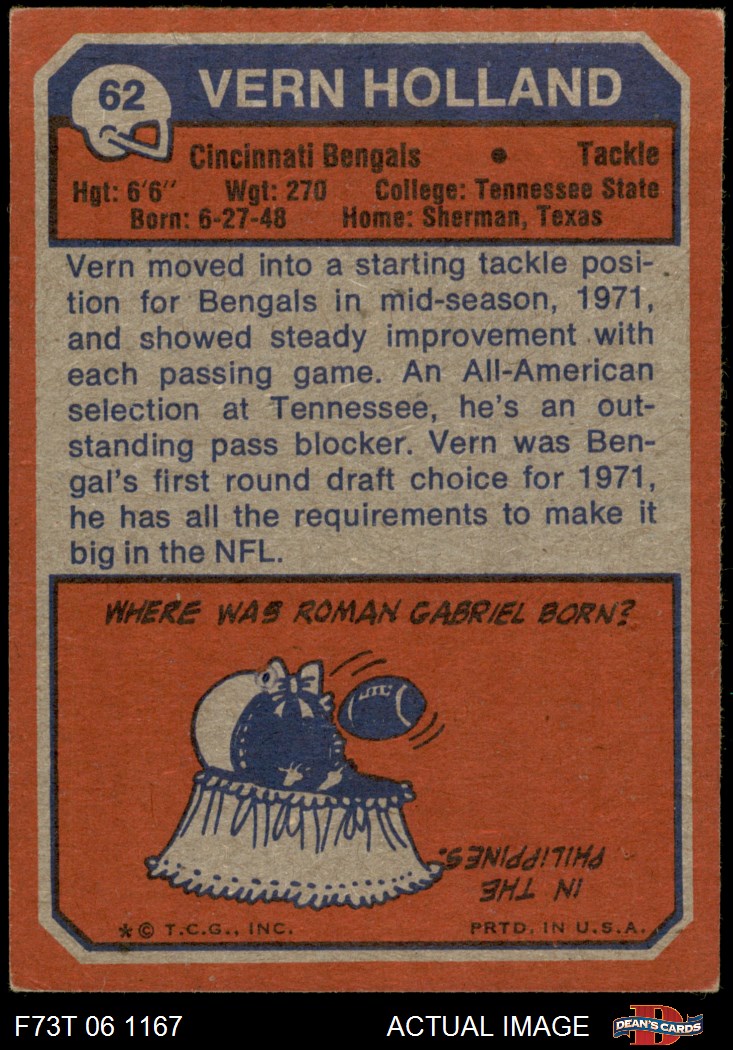 62
VERN HOLLAND
Cincinnati Bengals • Tackle
Hgt: 6'6" Wgt: 270 College: Tennessee State
Born: 6-27-48 Home: Sherman, Texas
Vern moved into a starting tackle posi-
tion for Bengals in mid-season, 1971,
and showed steady improvement with
each passing game. An All-American
selection at Tennessee, he's an out-
standing pass blocker. Vern was Ben-
gal's first round draft choice for 1971,
he has all the requirements to make it
big in the NFL.
WHERE WAS ROMAN GABRIEL BORN?
IN THE
PHILIPPINES.
*© T.C.G., INC. PRTD. IN U.S.A.
F73T 06 1167 ACTUAL IMAGE
D
DEAN'S CARDS